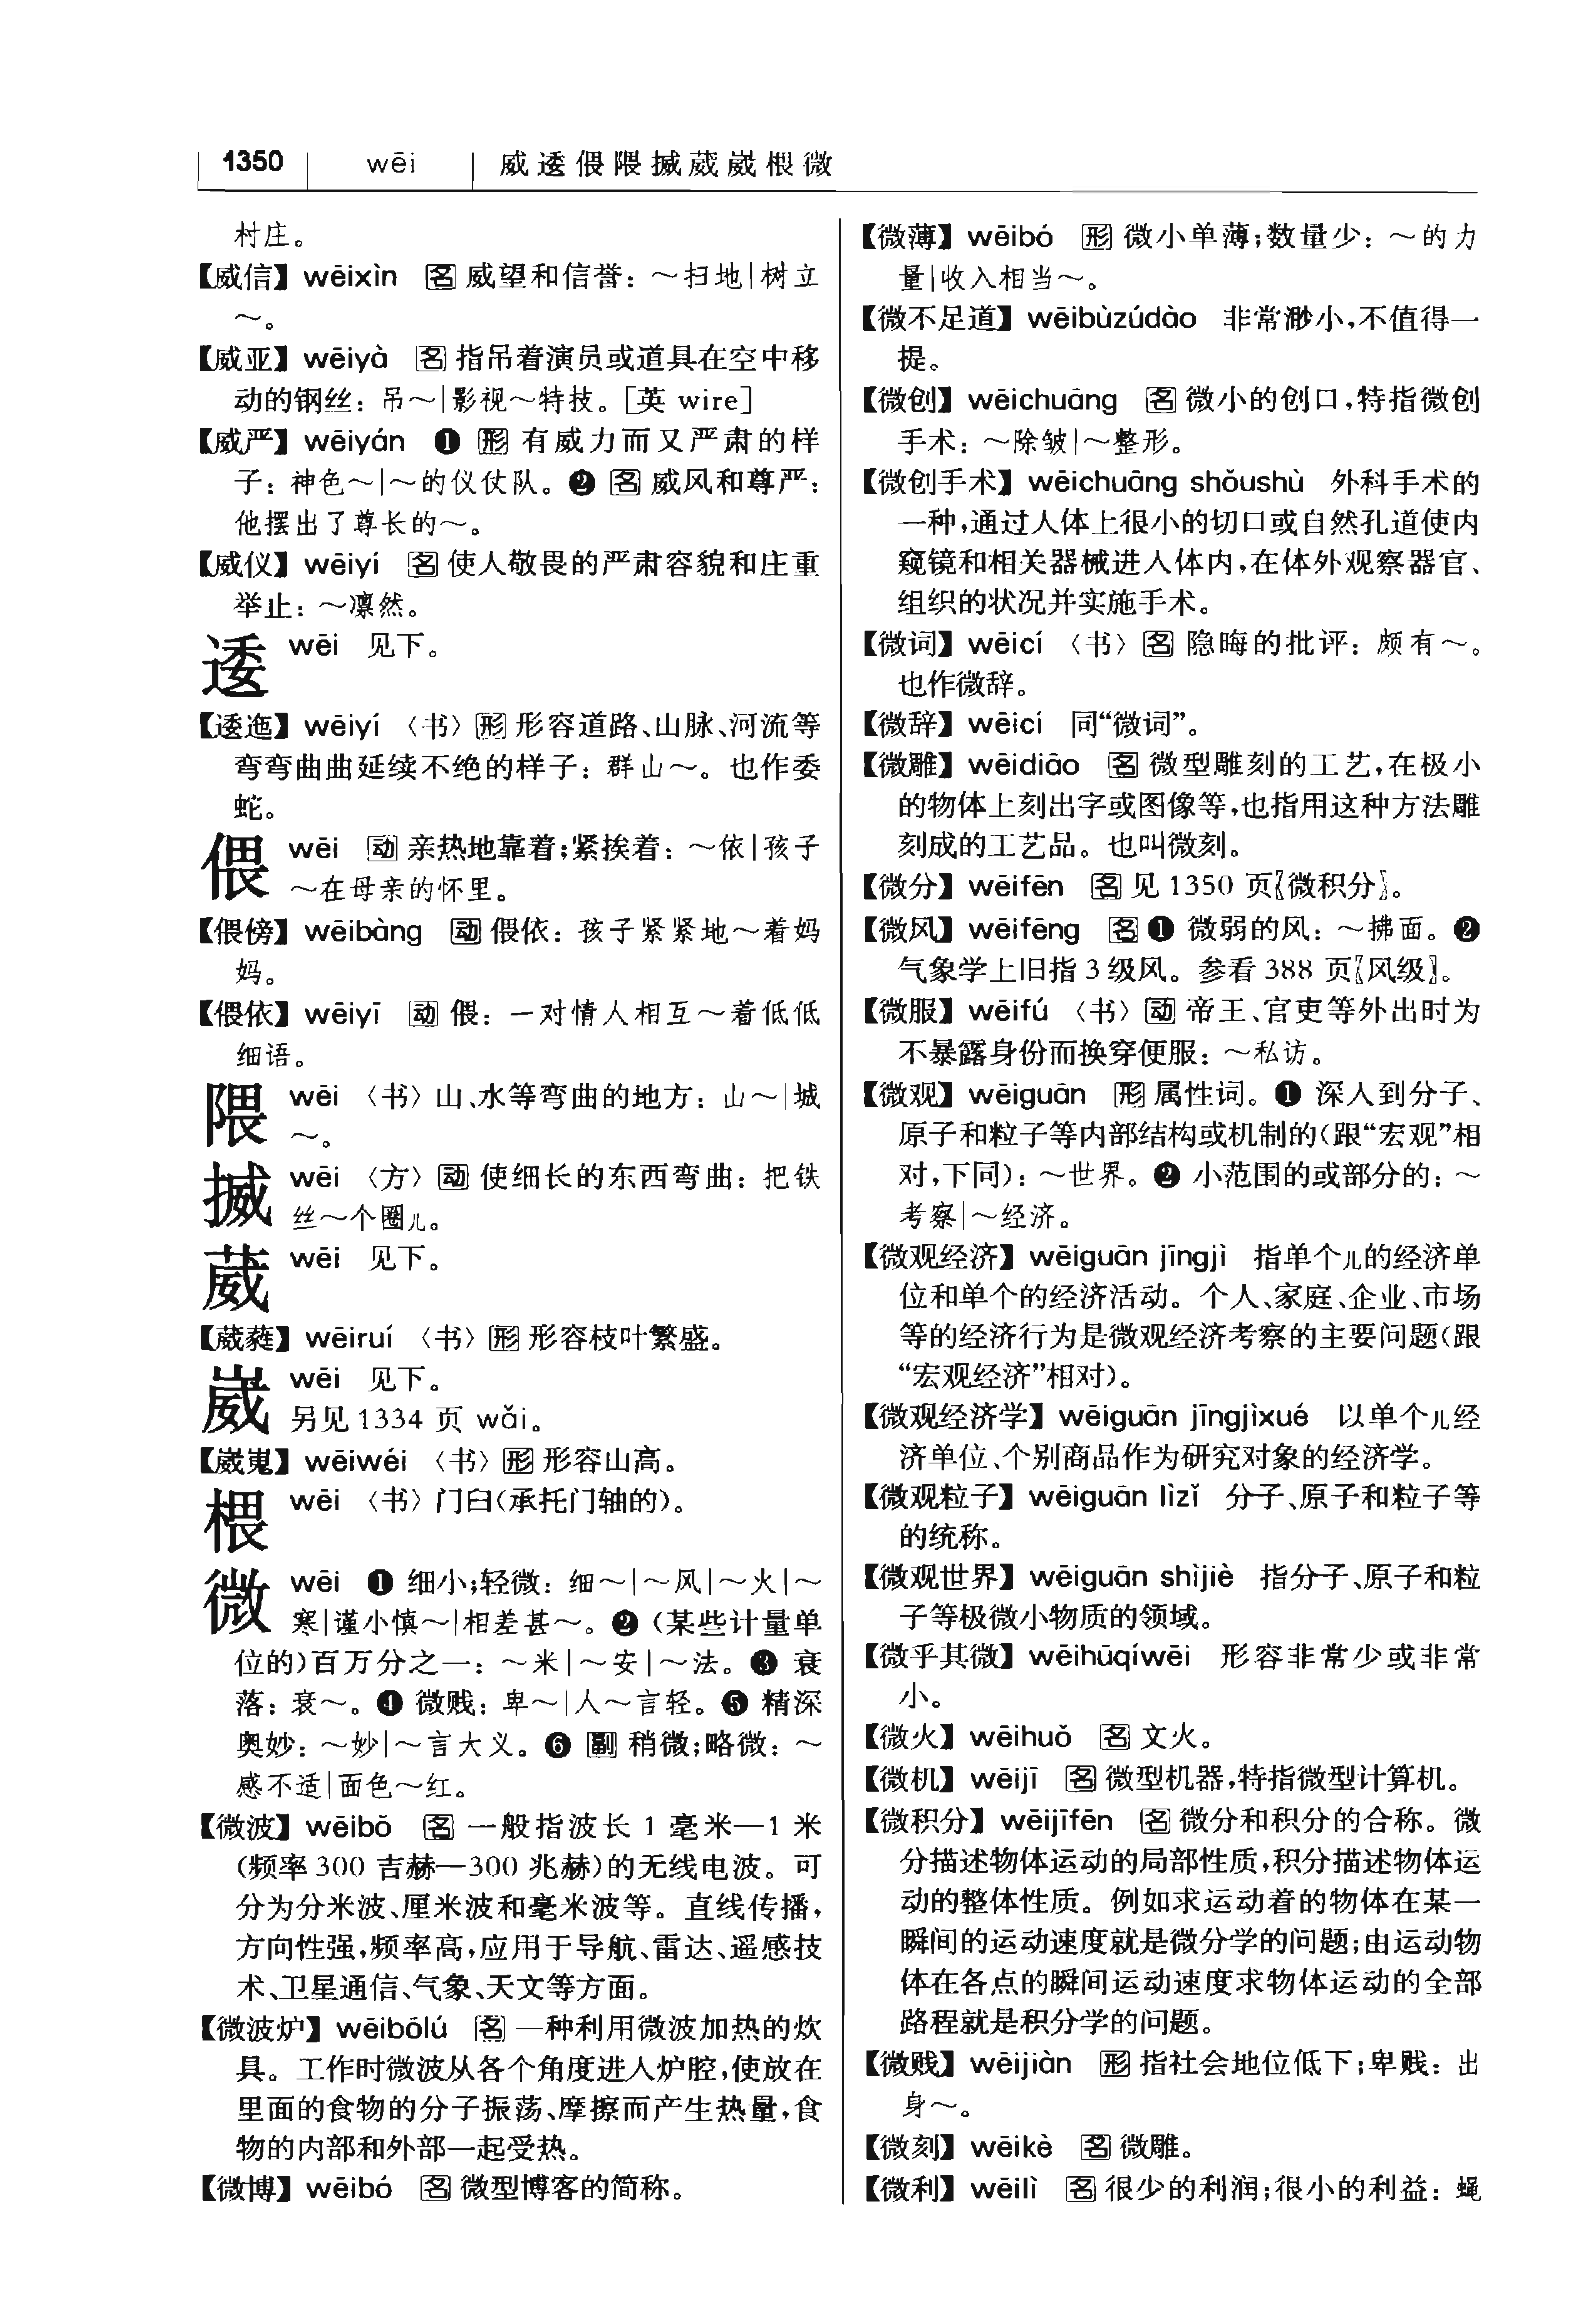 1350 wēi 威逶偎隈揻葳崴椳微
村庄。
【威信】 wēixìn 名 威望和信誉：～扫地|树立
～。
【威亚】 wēiyà 名 指吊着演员或道具在空中移
动的钢丝：吊～|影视～特技。[英 wire]
【威严】 wēiyán ❶ 形 有威力而又严肃的样
子：神色～|～的仪仗队。❷ 名 威风和尊严：
他摆出了尊长的～。
【威仪】 wēiyí 名 使人敬畏的严肃容貌和庄重
举止：～凛然。
逶 wēi 见下。
【逶迤】 wēiyí 〈书〉 形 形容道路、山脉、河流等
弯弯曲曲延续不绝的样子：群山～。也作委
蛇。
偎 wēi 动 亲热地靠着;紧挨着：～依|孩子
～在母亲的怀里。
【偎傍】 wēibàng 动 偎依：孩子紧紧地～着妈
妈。
【偎依】 wēiyī 动 偎：一对情人相互～着低低
细语。
隈 wēi 〈书〉 山、水等弯曲的地方：山～|城
～。
揻 wēi 〈方〉 动 使细长的东西弯曲：把铁
丝～个圈儿。
葳 wēi 见下。
【葳蕤】 wēiruí 〈书〉 形 形容枝叶繁盛。
崴 wēi 见下。
另见 1334 页 wǎi。
【崴嵬】 wēiwéi 〈书〉 形 形容山高。
椳 wēi 〈书〉 门臼(承托门轴的)。
微 wēi ❶ 细小;轻微：细～|～风|～火|～
寒|谨小慎～|相差甚～。❷ (某些计量单
位的)百万分之一：～米|～安|～法。❸ 衰
落：衰～。❹ 微贱：卑～|人～言轻。❺ 精深
奥妙：～妙|～言大义。❻ 副 稍微;略微：～
感不适|面色～红。
【微波】 wēibō 名 一般指波长 1 毫米—1 米
(频率 300 吉赫—300 兆赫)的无线电波。可
分为分米波、厘米波和毫米波等。直线传播，
方向性强，频率高，应用于导航、雷达、遥感技
术、卫星通信、气象、天文等方面。
【微波炉】 wēibōlú 名 一种利用微波加热的炊
具。工作时微波从各个角度进入炉腔，使放在
里面的食物的分子振荡、摩擦而产生热量，食
物的内部和外部一起受热。
【微博】 wēibó 名 微型博客的简称。
【微薄】 wēibó 形 微小单薄;数量少：～的力
量|收入相当～。
【微不足道】 wēibùzúdào 非常渺小，不值得一
提。
【微创】 wēichuāng 名 微小的创口，特指微创
手术：～除皱|～整形。
【微创手术】 wēichuāng shǒushù 外科手术的
一种，通过人体上很小的切口或自然孔道使内
窥镜和相关器械进入体内，在体外观察器官、
组织的状况并实施手术。
【微词】 wēicí 〈书〉 名 隐晦的批评：颇有～。
也作微辞。
【微辞】 wēicí 同“微词”。
【微雕】 wēidiāo 名 微型雕刻的工艺，在极小
的物体上刻出字或图像等，也指用这种方法雕
刻成的工艺品。也叫微刻。
【微分】 wēifēn 名 见 1350 页〖微积分〗。
【微风】 wēifēng 名 ❶ 微弱的风：～拂面。❷
气象学上旧指 3 级风。参看 388 页〖风级〗。
【微服】 wēifú 〈书〉 动 帝王、官吏等外出时为
不暴露身份而换穿便服：～私访。
【微观】 wēiguān 形 属性词。❶ 深入到分子、
原子和粒子等内部结构或机制的(跟“宏观”相
对，下同)：～世界。❷ 小范围的或部分的：～
考察|～经济。
【微观经济】 wēiguān jīngjì 指单个儿的经济单
位和单个的经济活动。个人、家庭、企业、市场
等的经济行为是微观经济考察的主要问题(跟
“宏观经济”相对)。
【微观经济学】 wēiguān jīngjìxué 以单个儿经
济单位、个别商品作为研究对象的经济学。
【微观粒子】 wēiguān lìzǐ 分子、原子和粒子等
的统称。
【微观世界】 wēiguān shìjiè 指分子、原子和粒
子等极微小物质的领域。
【微乎其微】 wēihūqíwēi 形容非常少或非常
小。
【微火】 wēihuǒ 名 文火。
【微机】 wēijī 名 微型机器，特指微型计算机。
【微积分】 wēijīfēn 名 微分和积分的合称。微
分描述物体运动的局部性质，积分描述物体运
动的整体性质。例如求运动着的物体在某一
瞬间的运动速度就是微分学的问题;由运动物
体在各点的瞬间运动速度求物体运动的全部
路程就是积分学的问题。
【微贱】 wēijiàn 形 指社会地位低下;卑贱：出
身～。
【微刻】 wēikè 名 微雕。
【微利】 wēilì 名 很少的利润;很小的利益：蝇